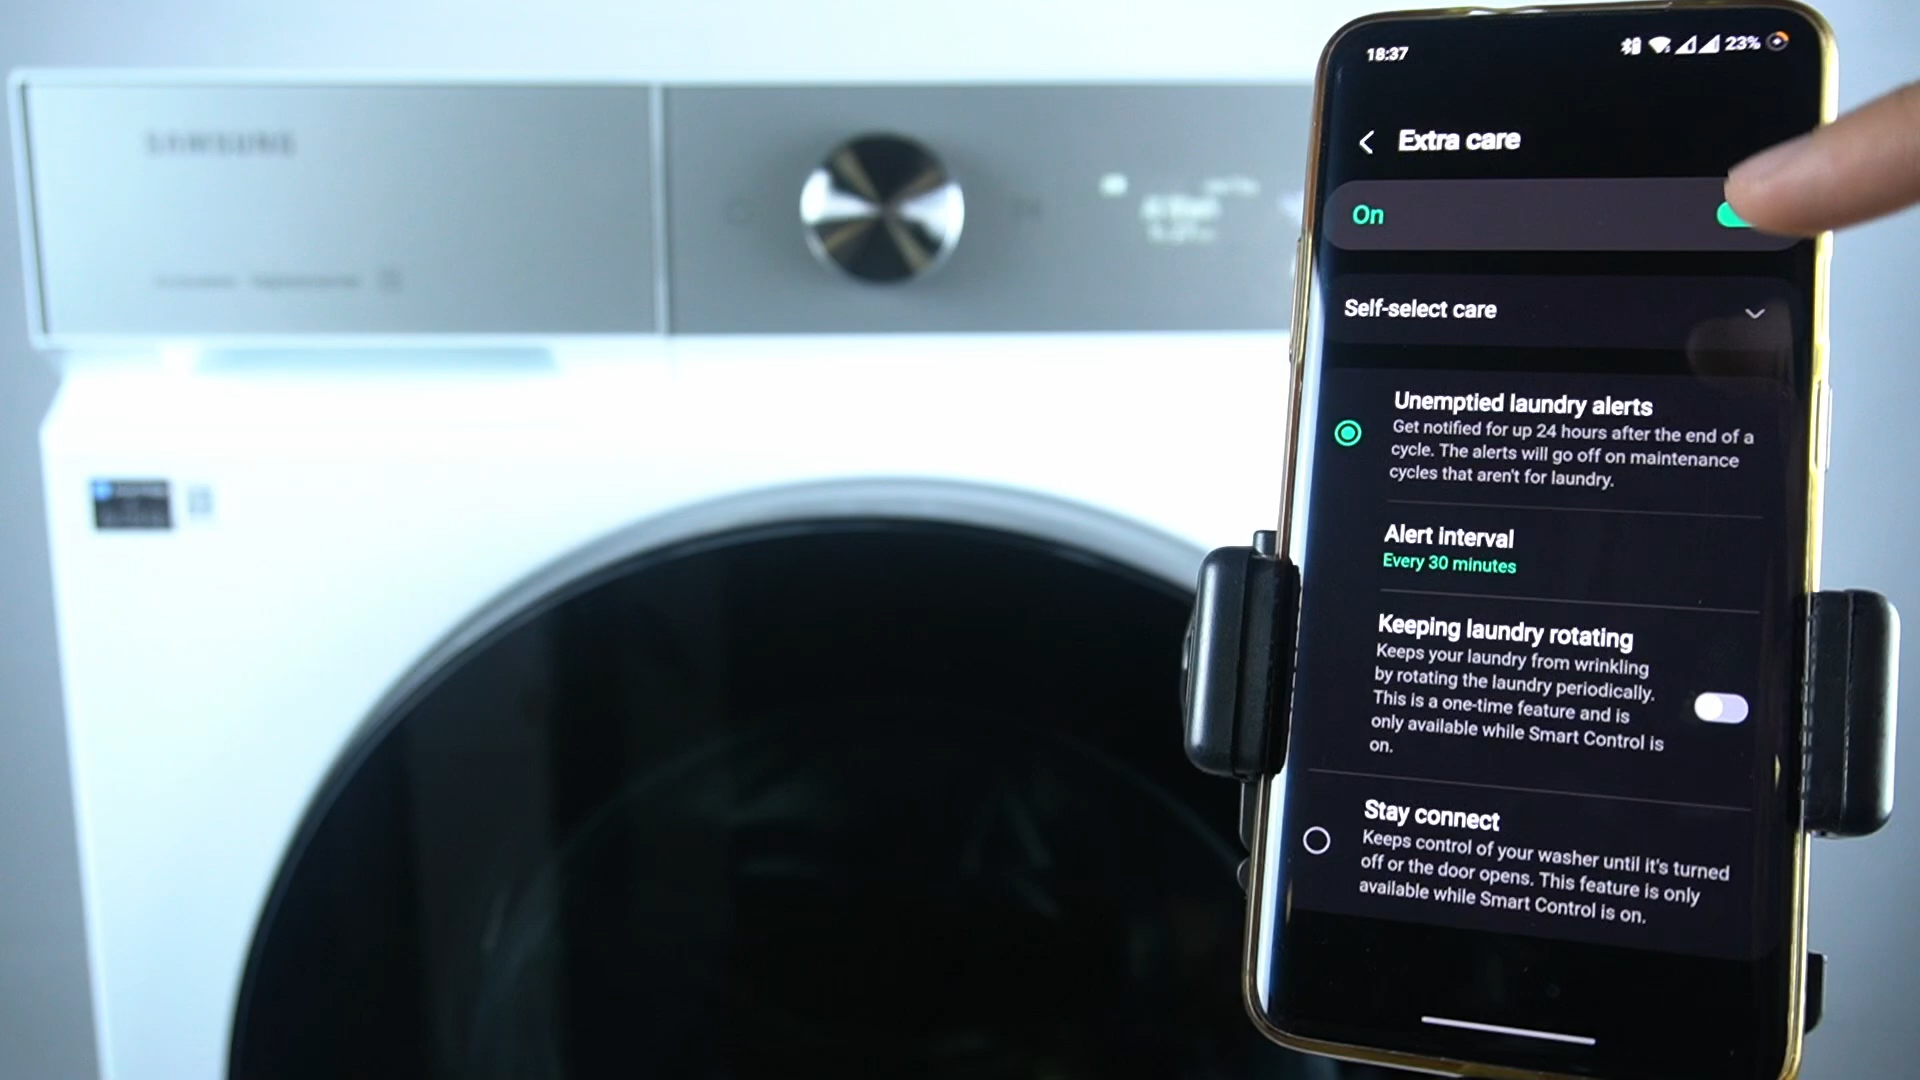 SAMSUNG
18:37
23%
Extra care
On
Self-select care
Unemptied laundry alerts
Get notified for up 24 hours after the end of a
cycle. The alerts will go off on maintenance
cycles that aren't for laundry.
Alert interval
Every 30 minutes
Keeping laundry rotating
Keeps your laundry from wrinkling
by rotating the laundry periodically.
This is a one-time feature and is
only available while Smart Control is
on.
Stay connect
Keeps control of your washer until it's turned
off or the door opens. This feature is only
available while Smart Control is on.